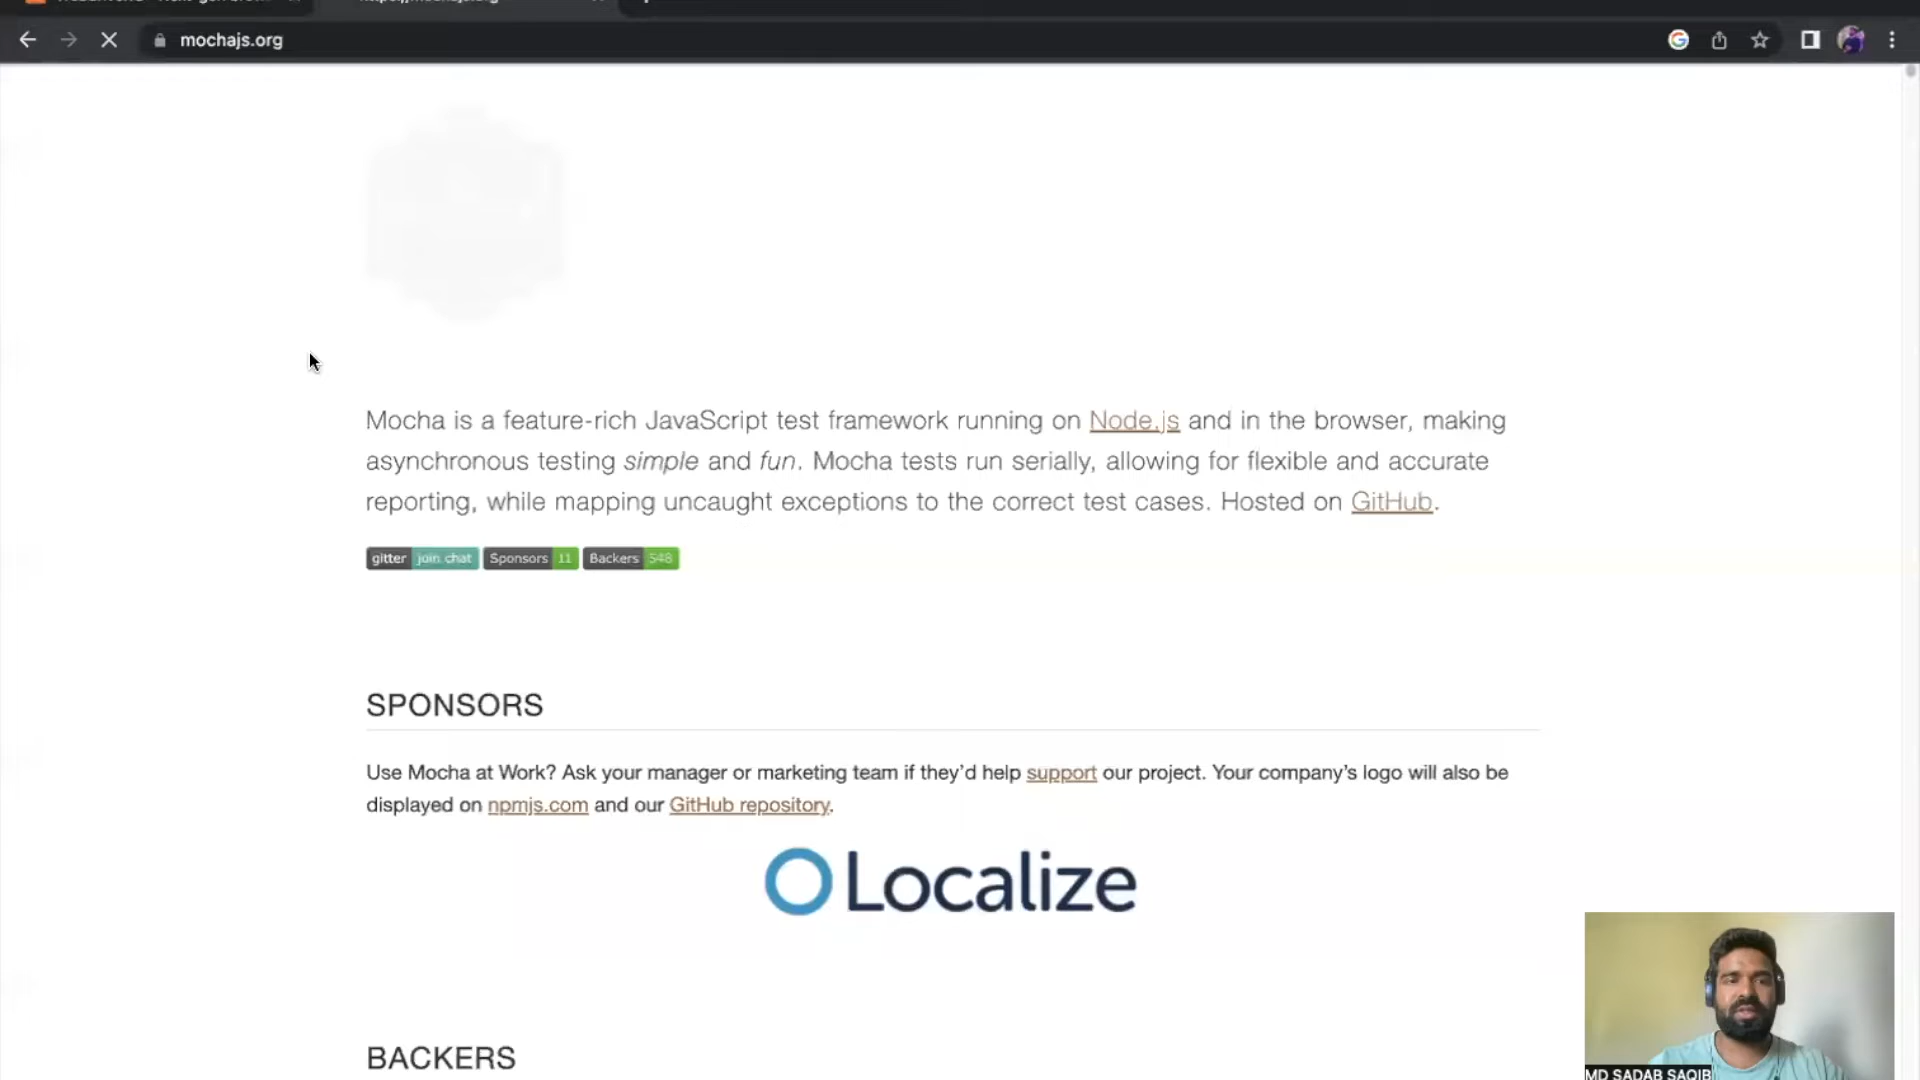 mochajs.org
Mocha is a feature-rich JavaScript test framework running on Node.js and in the browser, making
asynchronous testing simple and fun. Mocha tests run serially, allowing for flexible and accurate
reporting, while mapping uncaught exceptions to the correct test cases. Hosted on GitHub.
gitter join chat Sponsors 11 Backers 548
SPONSORS
Use Mocha at Work? Ask your manager or marketing team if they’d help support our project. Your company’s logo will also be
displayed on npmjs.com and our GitHub repository.
Localize
BACKERS
MD SADAB SAQIB